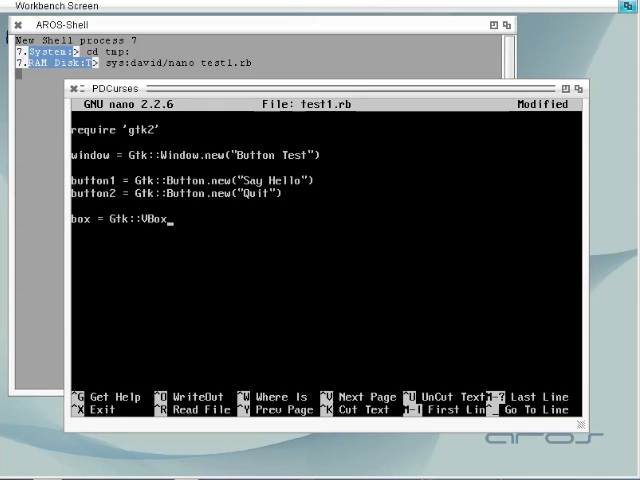 Workbench Screen
AROS-Shell
New Shell process 7
7.System:> cd tmp:
7.RAM Disk:T> sys:david/nano test1.rb
PDCurses
GNU nano 2.2.6 File: test1.rb Modified
require 'gtk2'
window = Gtk::Window.new("Button Test")
button1 = Gtk::Button.new("Say Hello")
button2 = Gtk::Button.new("Quit")
box = Gtk::VBox_
^G Get Help ^O WriteOut ^W Where Is ^V Next Page ^U UnCut Text M-? Last Line
^X Exit ^R Read File ^Y Prev Page ^K Cut Text M-| First Lin ^_ Go To Line
AROS